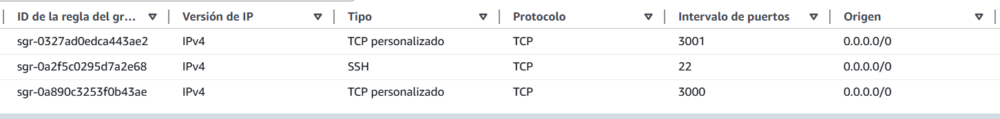 ID de la regla del gr... Versión de IP Tipo Protocolo Intervalo de puertos Origen
sgr-0327ad0edca443ae2 IPv4 TCP personalizado TCP 3001 0.0.0.0/0
sgr-0a2f5c0295d7a2e68 IPv4 SSH TCP 22 0.0.0.0/0
sgr-0a890c3253f0b43ae IPv4 TCP personalizado TCP 3000 0.0.0.0/0